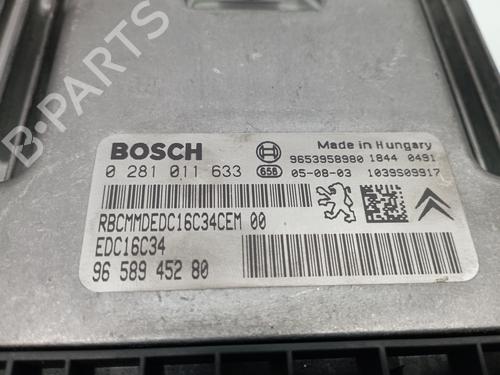 B-PARTS
BOSCH
0 281 011 633
658
Made in Hungary
9653958980 1844 0491
05-08-03 1039S09917
RBCMMDEDC16C34CEM 00
EDC16C34
96 589 452 80